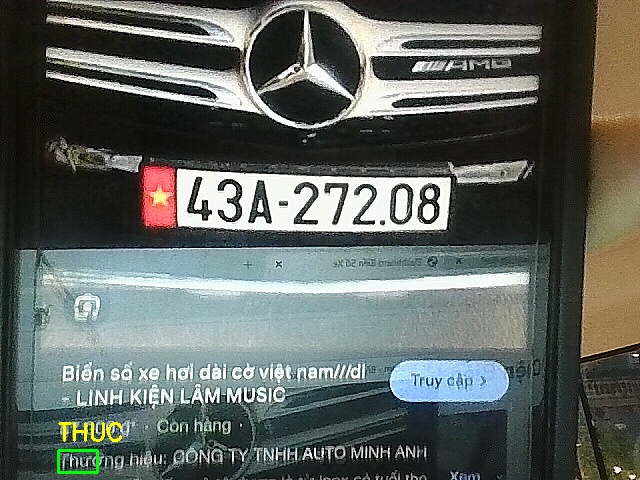 AMG
43A-272.08
Biển số xe hơi dài cờ việt nam///di
- LINH KIỆN LÂM MUSIC
Truy cập >
THUC
· Còn hàng ·
Thương hiệu: CÔNG TY TNHH AUTO MINH ANH
Xem